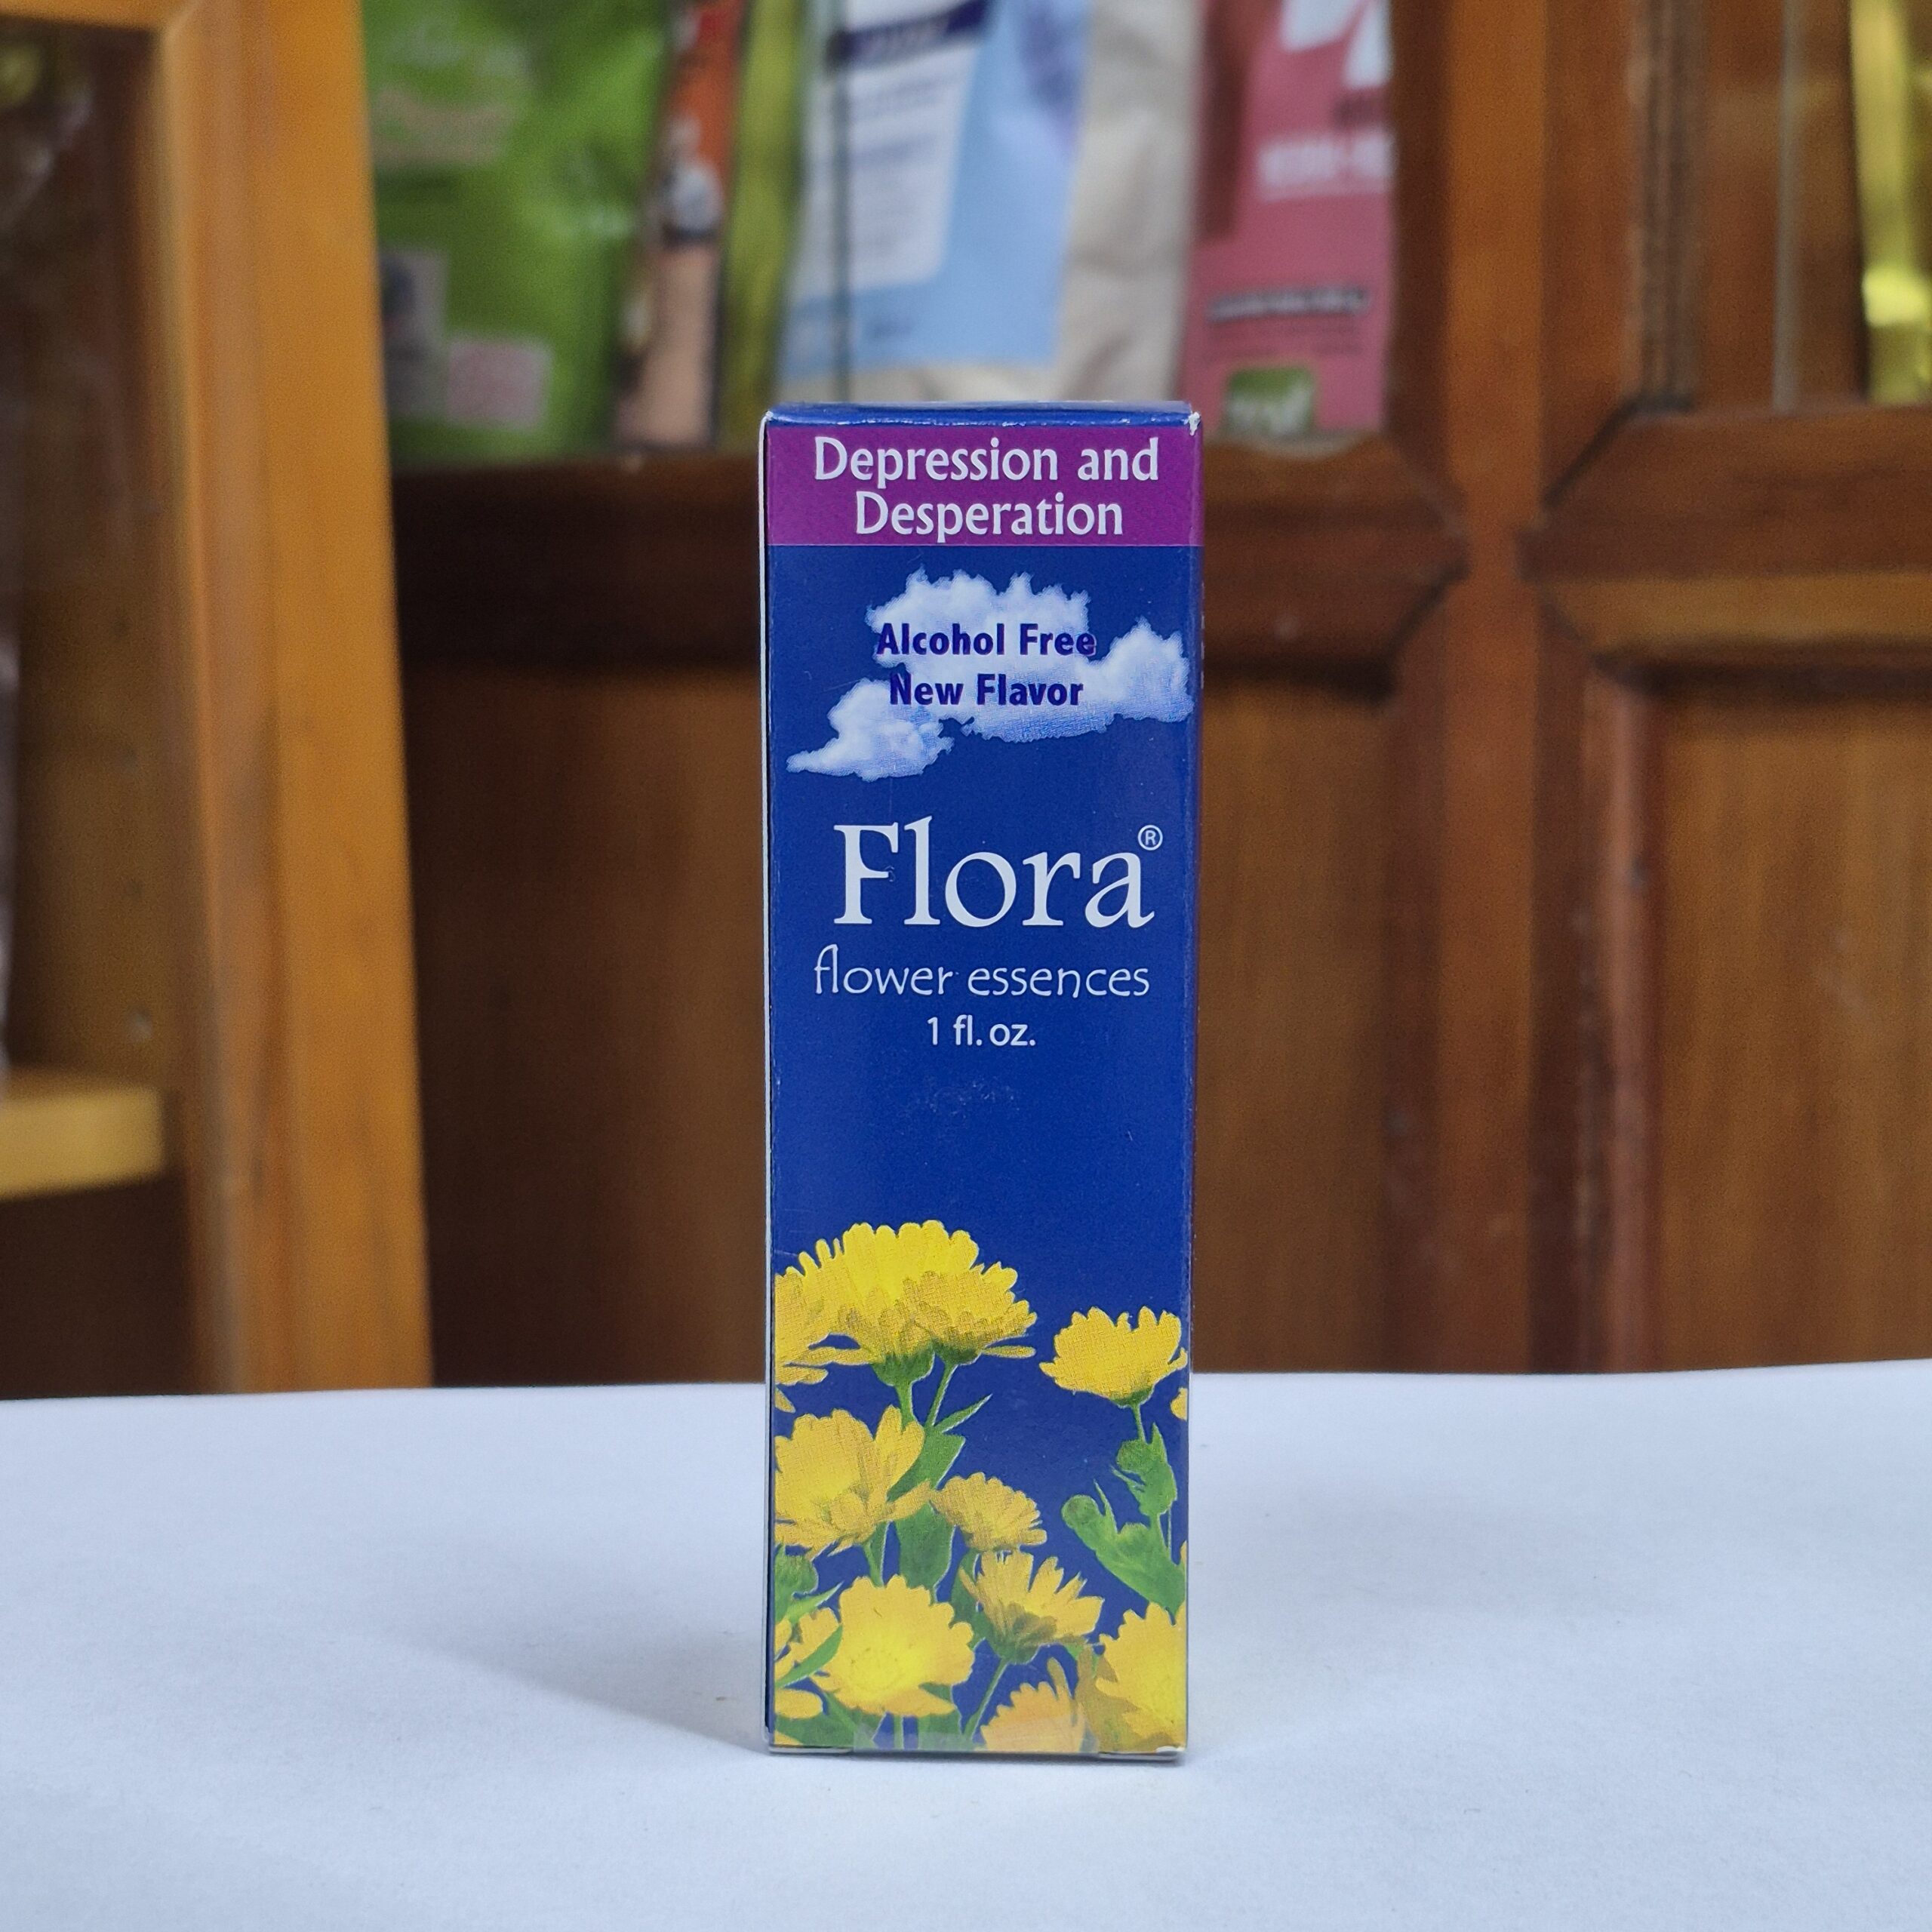 Depression and
Desperation
Alcohol Free
New Flavor
Flora®
flower essences
1 fl. oz.